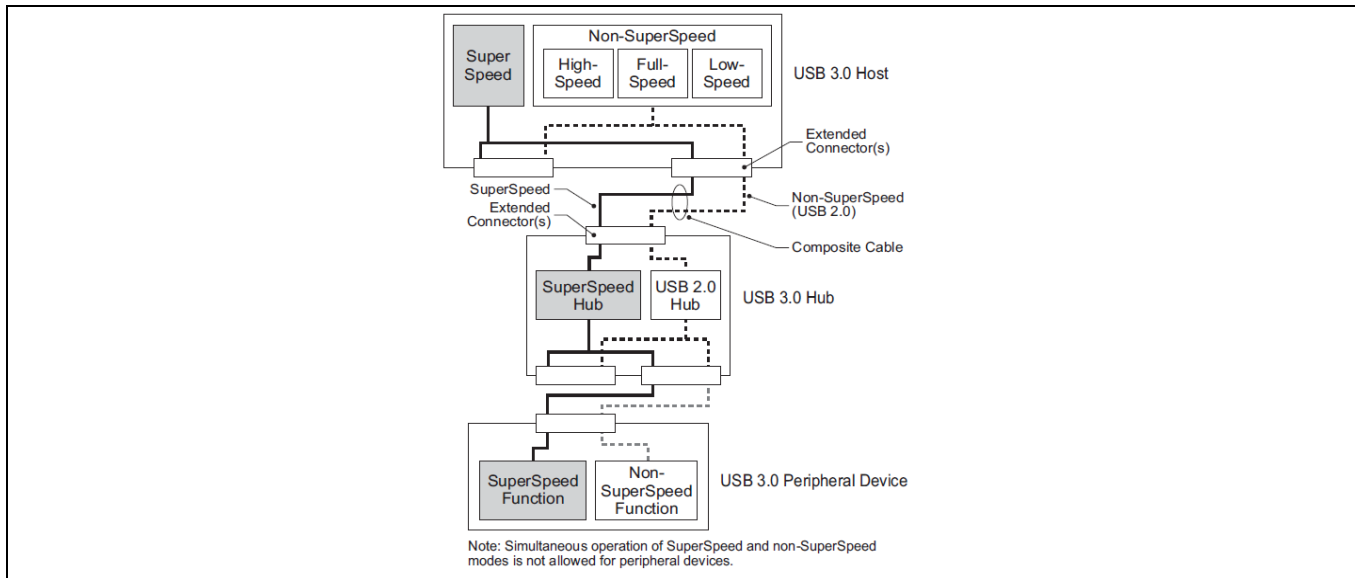 Super
Speed
Non-SuperSpeed
High-
Speed
Full-
Speed
Low-
Speed
USB 3.0 Host
Extended
Connector(s)
SuperSpeed
Non-SuperSpeed
(USB 2.0)
Extended
Connector(s)
Composite Cable
SuperSpeed
Hub
USB 2.0
Hub
USB 3.0 Hub
SuperSpeed
Function
Non-
SuperSpeed
Function
USB 3.0 Peripheral Device
Note: Simultaneous operation of SuperSpeed and non-SuperSpeed
modes is not allowed for peripheral devices.